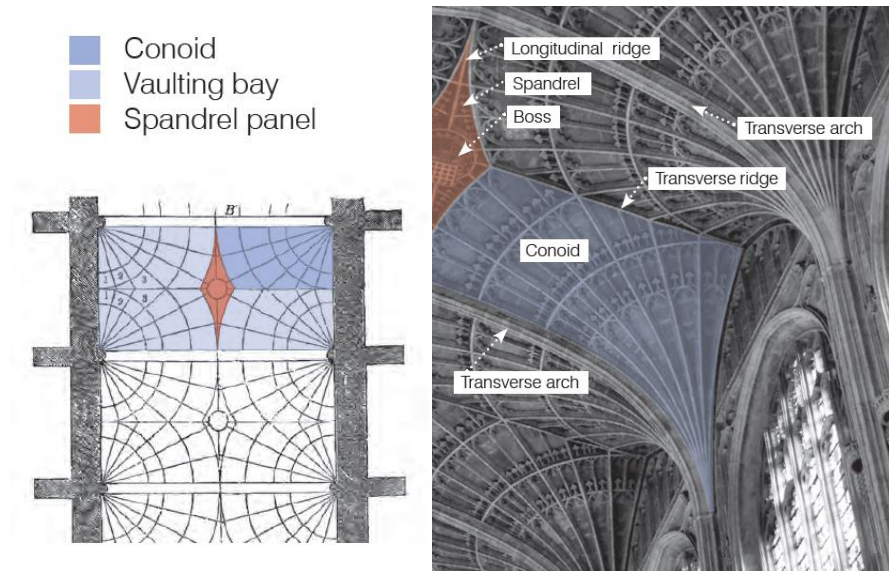 Conoid
Vaulting bay
Spandrel panel
B
1 2 3
1 2 3
Longitudinal ridge
Spandrel
Boss
Transverse arch
Transverse ridge
Conoid
Transverse arch